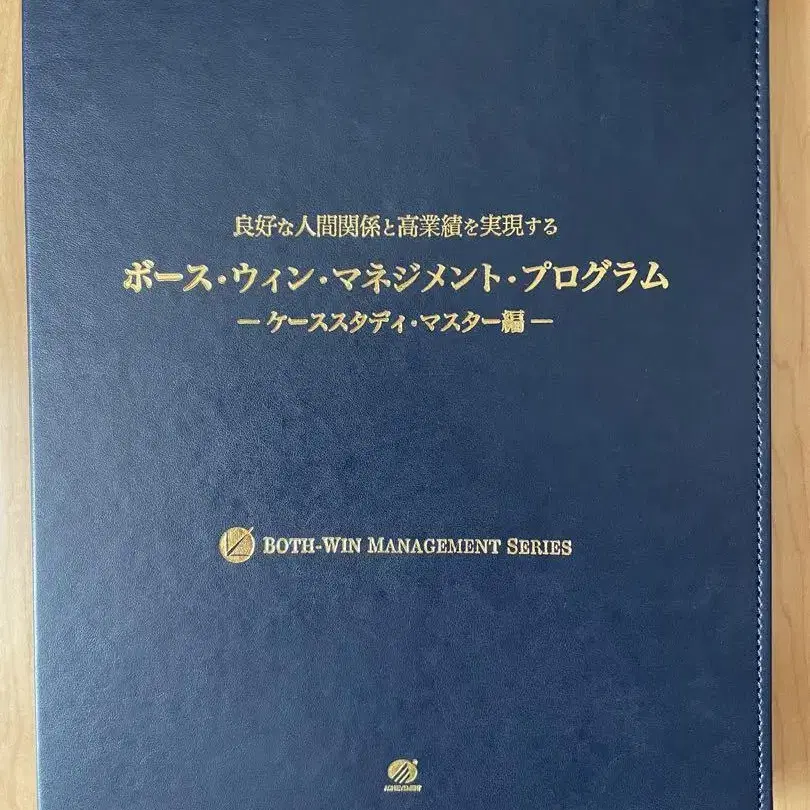 良好な人間関係と高業績を実現する
ボース・ウィン・マネジメント・プログラム
― ケーススタディ・マスター編 ―
BOTH-WIN MANAGEMENT SERIES
ACHIEVEMENT